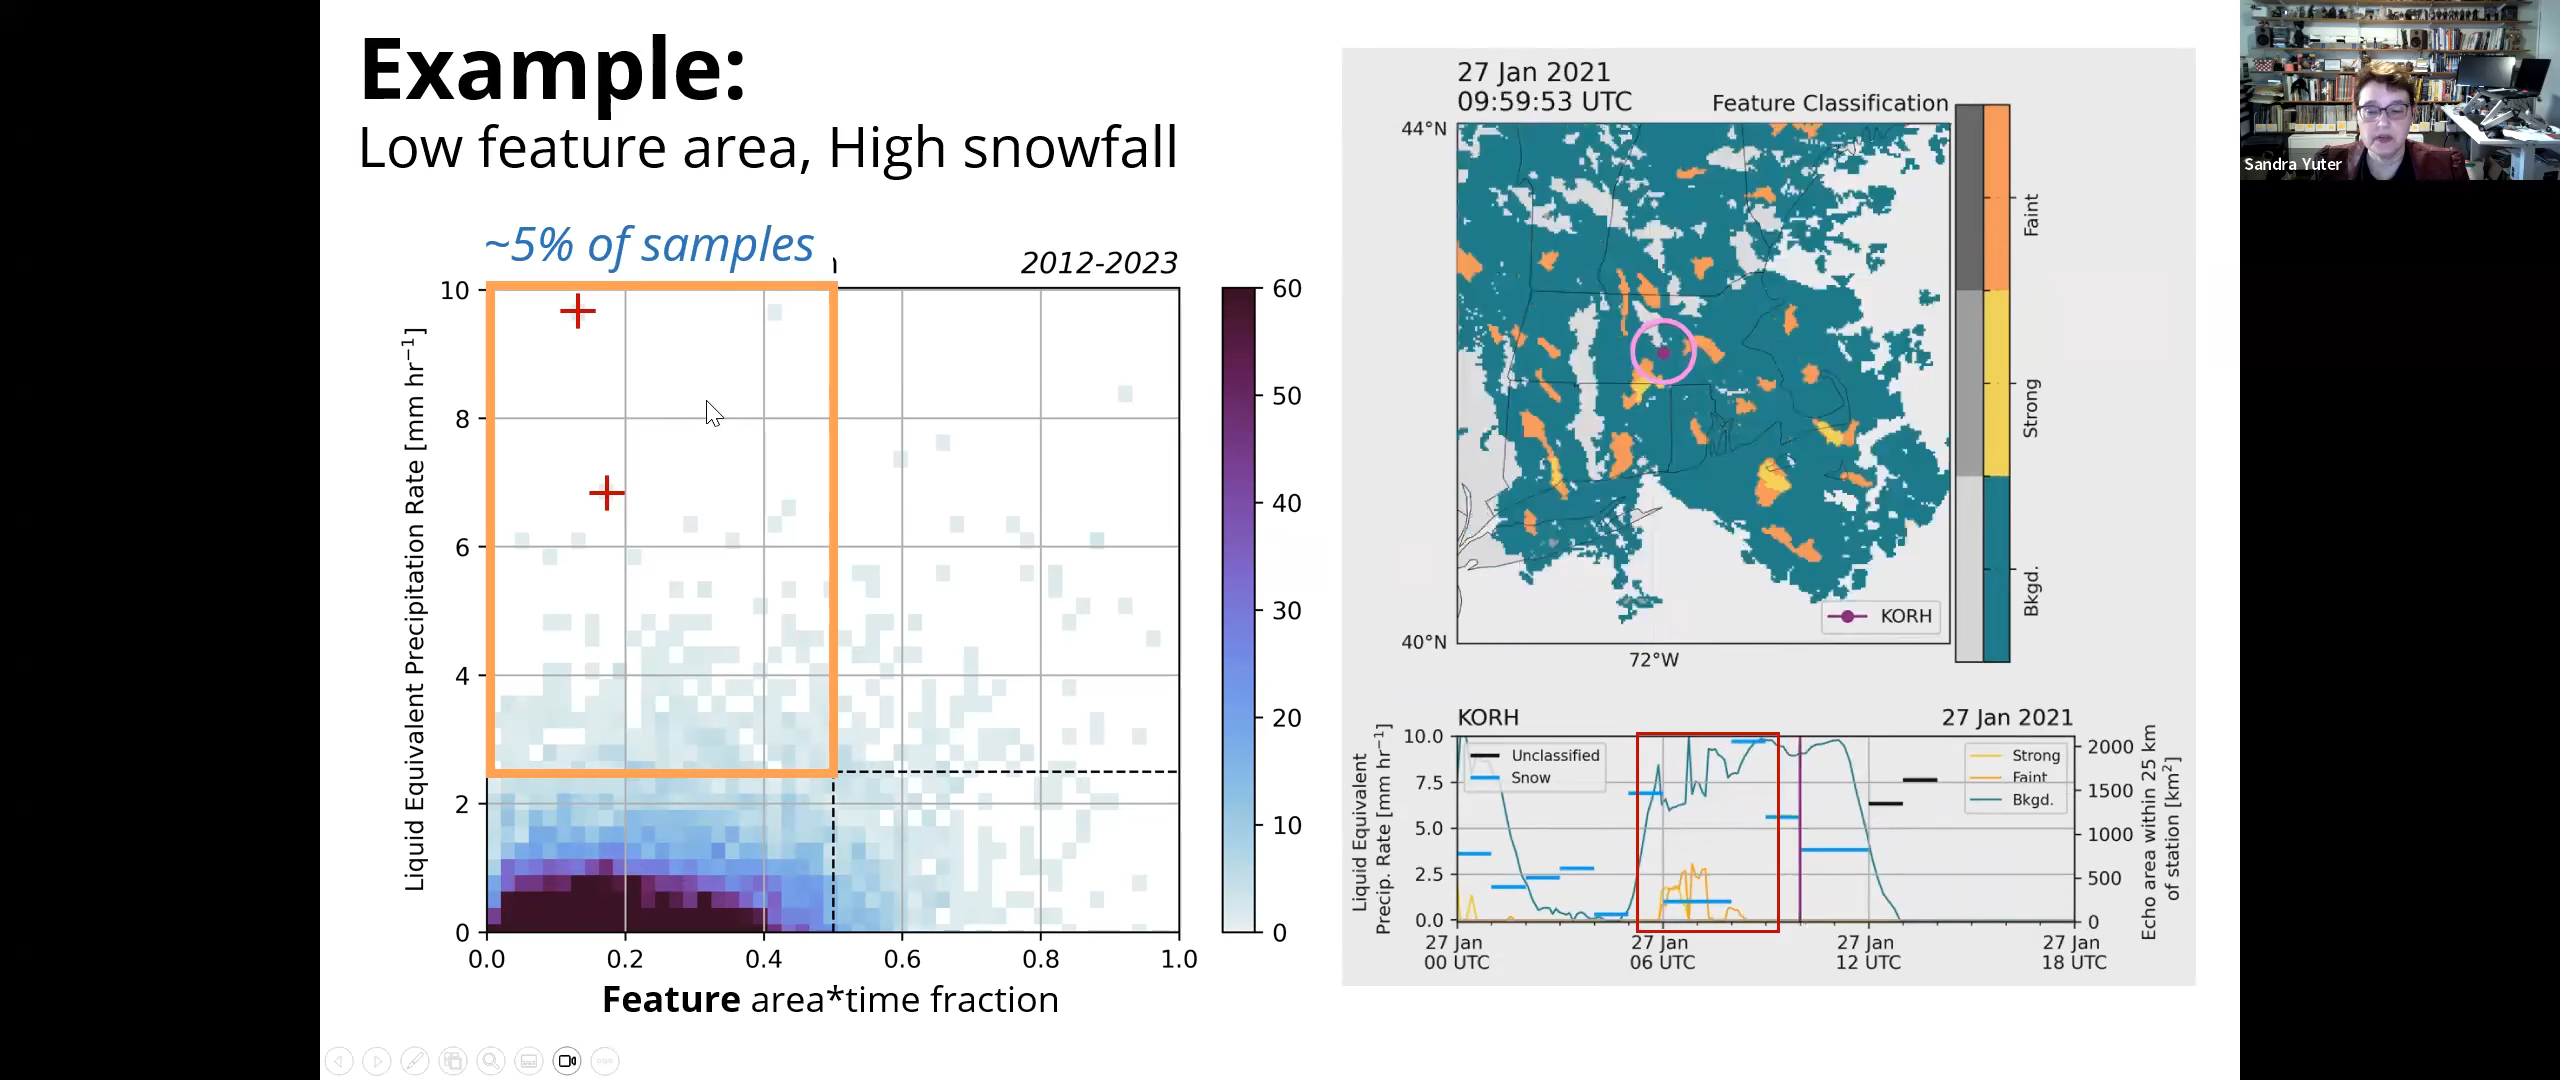 Example:
Low feature area, High snowfall
~5% of samples
2012-2023
10
8
6
4
2
0
Liquid Equivalent Precipitation Rate [mm hr⁻¹]
0.0 0.2 0.4 0.6 0.8 1.0
Feature area*time fraction
60
50
40
30
20
10
0
27 Jan 2021
09:59:53 UTC
Feature Classification
44°N
40°N
72°W
KORH
Faint
Strong
Bkgd.
KORH
27 Jan 2021
Liquid Equivalent
Precip. Rate [mm hr⁻¹]
10.0
7.5
5.0
2.5
0.0
Unclassified
Snow
Strong
Faint
Bkgd.
2000
1500
1000
500
0
Echo area within 25 km
of station [km²]
27 Jan 27 Jan 27 Jan 27 Jan
00 UTC 06 UTC 12 UTC 18 UTC
Sandra Yuter